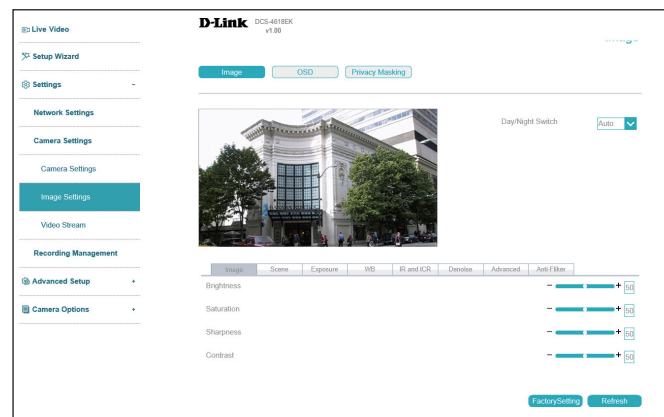 Live Video
Setup Wizard
Settings -
Network Settings
Camera Settings
Camera Settings
Image Settings
Video Stream
Recording Management
Advanced Setup +
Camera Options +
D-Link DCS-4618EK
v1.00
Image OSD Privacy Masking
Day/Night Switch Auto
Image Scene Exposure WB IR and ICR Denoise Advanced Anti-Fliker
Brightness - + 50
Saturation - + 50
Sharpness - + 50
Contrast - + 50
FactorySetting Refresh